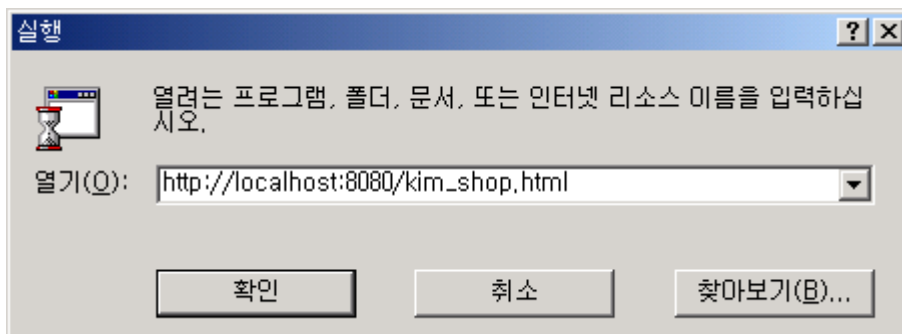 실행
열려는 프로그램, 폴더, 문서, 또는 인터넷 리소스 이름을 입력하십
시오.
열기(O): http://localhost:8080/kim_shop.html
확인 취소 찾아보기(B)...